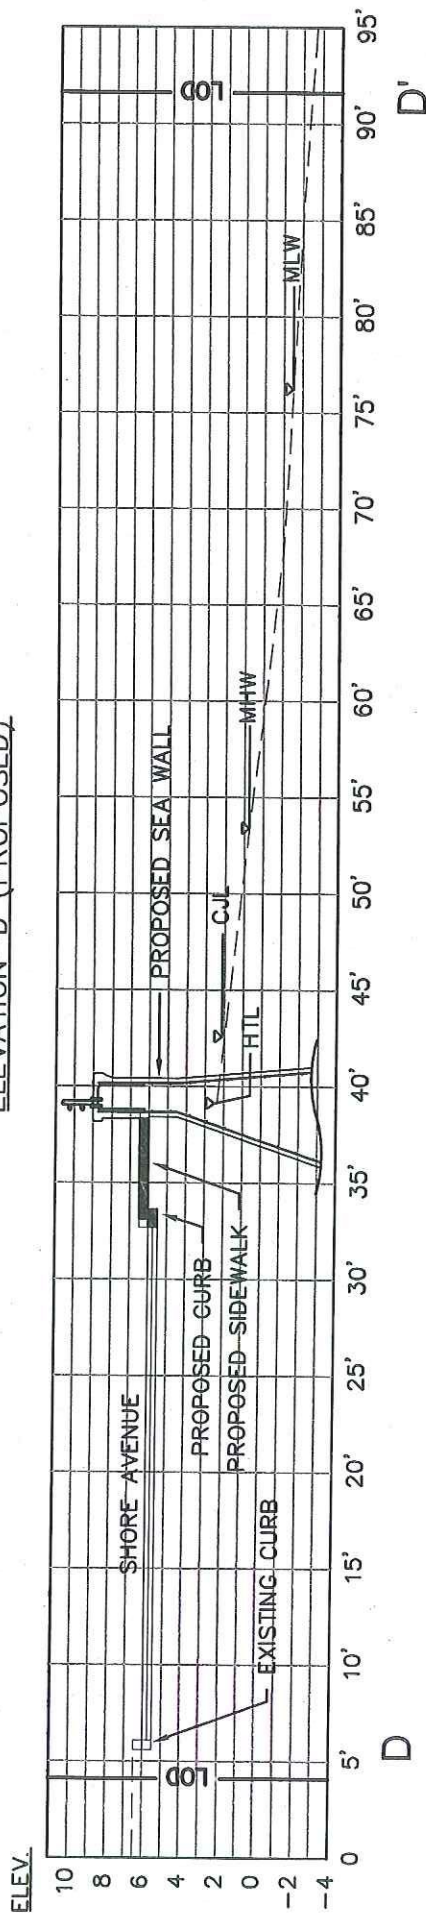 ELEVATION D (PROPOSED)
ELEV.
10
8
6
4
2
0
-2
-4
LOD
SHORE AVENUE
EXISTING CURB
PROPOSED CURB
PROPOSED SIDEWALK
PROPOSED SEA WALL
HTL
CJL
MHW
MLW
LOD
0
5'
10'
15'
20'
25'
30'
35'
40'
45'
50'
55'
60'
65'
70'
75'
80'
85'
90'
95'
D
D'